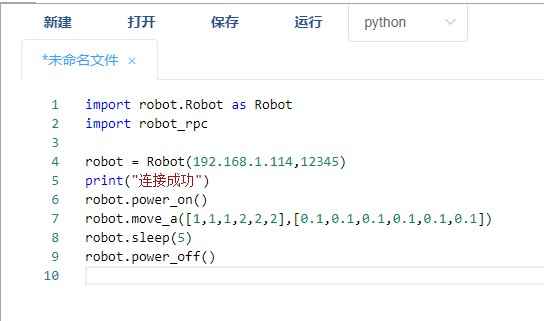 新建 打开 保存 运行 python
*未命名文件 ×
1 import robot.Robot as Robot
2 import robot_rpc
3
4 robot = Robot(192.168.1.114,12345)
5 print("连接成功")
6 robot.power_on()
7 robot.move_a([1,1,1,2,2,2],[0.1,0.1,0.1,0.1,0.1,0.1])
8 robot.sleep(5)
9 robot.power_off()
10